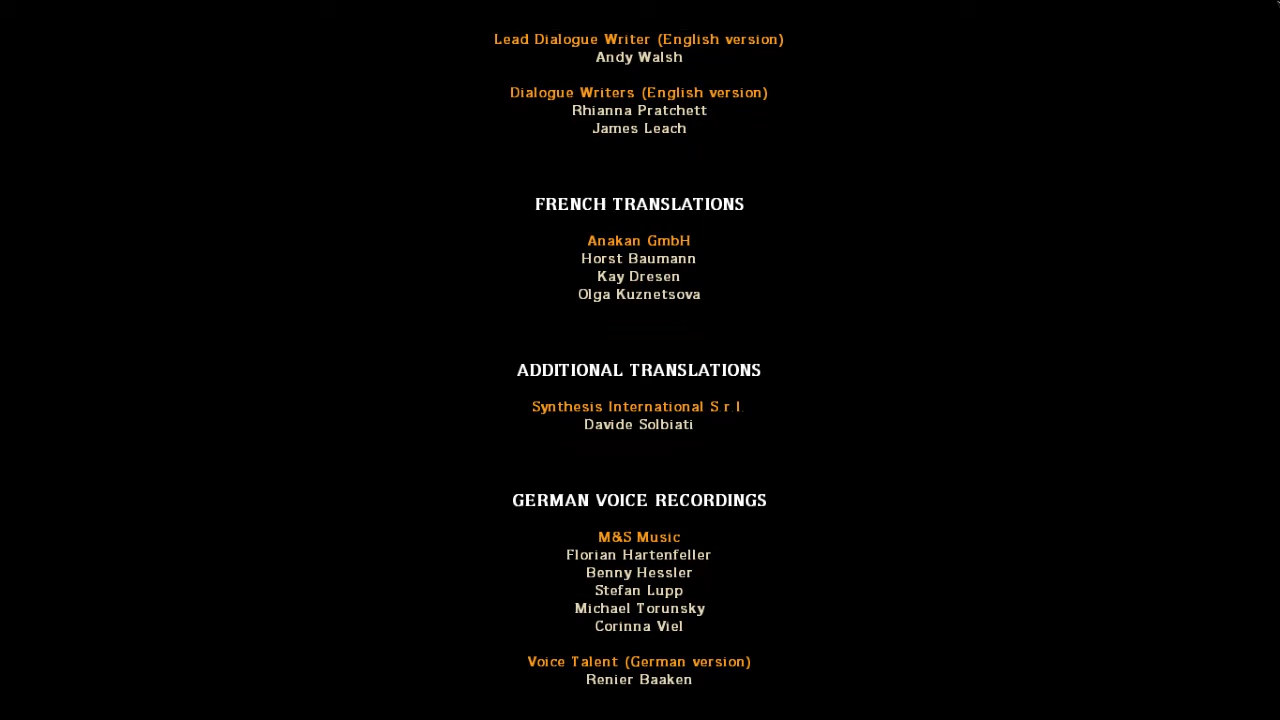 Lead Dialogue Writer (English version)
Andy Walsh
Dialogue Writers (English version)
Rhianna Pratchett
James Leach
FRENCH TRANSLATIONS
Anakan GmbH
Horst Baumann
Kay Dresen
Olga Kuznetsova
ADDITIONAL TRANSLATIONS
Synthesis International S.r.l.
Davide Solbiati
GERMAN VOICE RECORDINGS
M&S Music
Florian Hartenfeller
Benny Hessler
Stefan Lupp
Michael Torunsky
Corinna Viel
Voice Talent (German version)
Renier Baaken